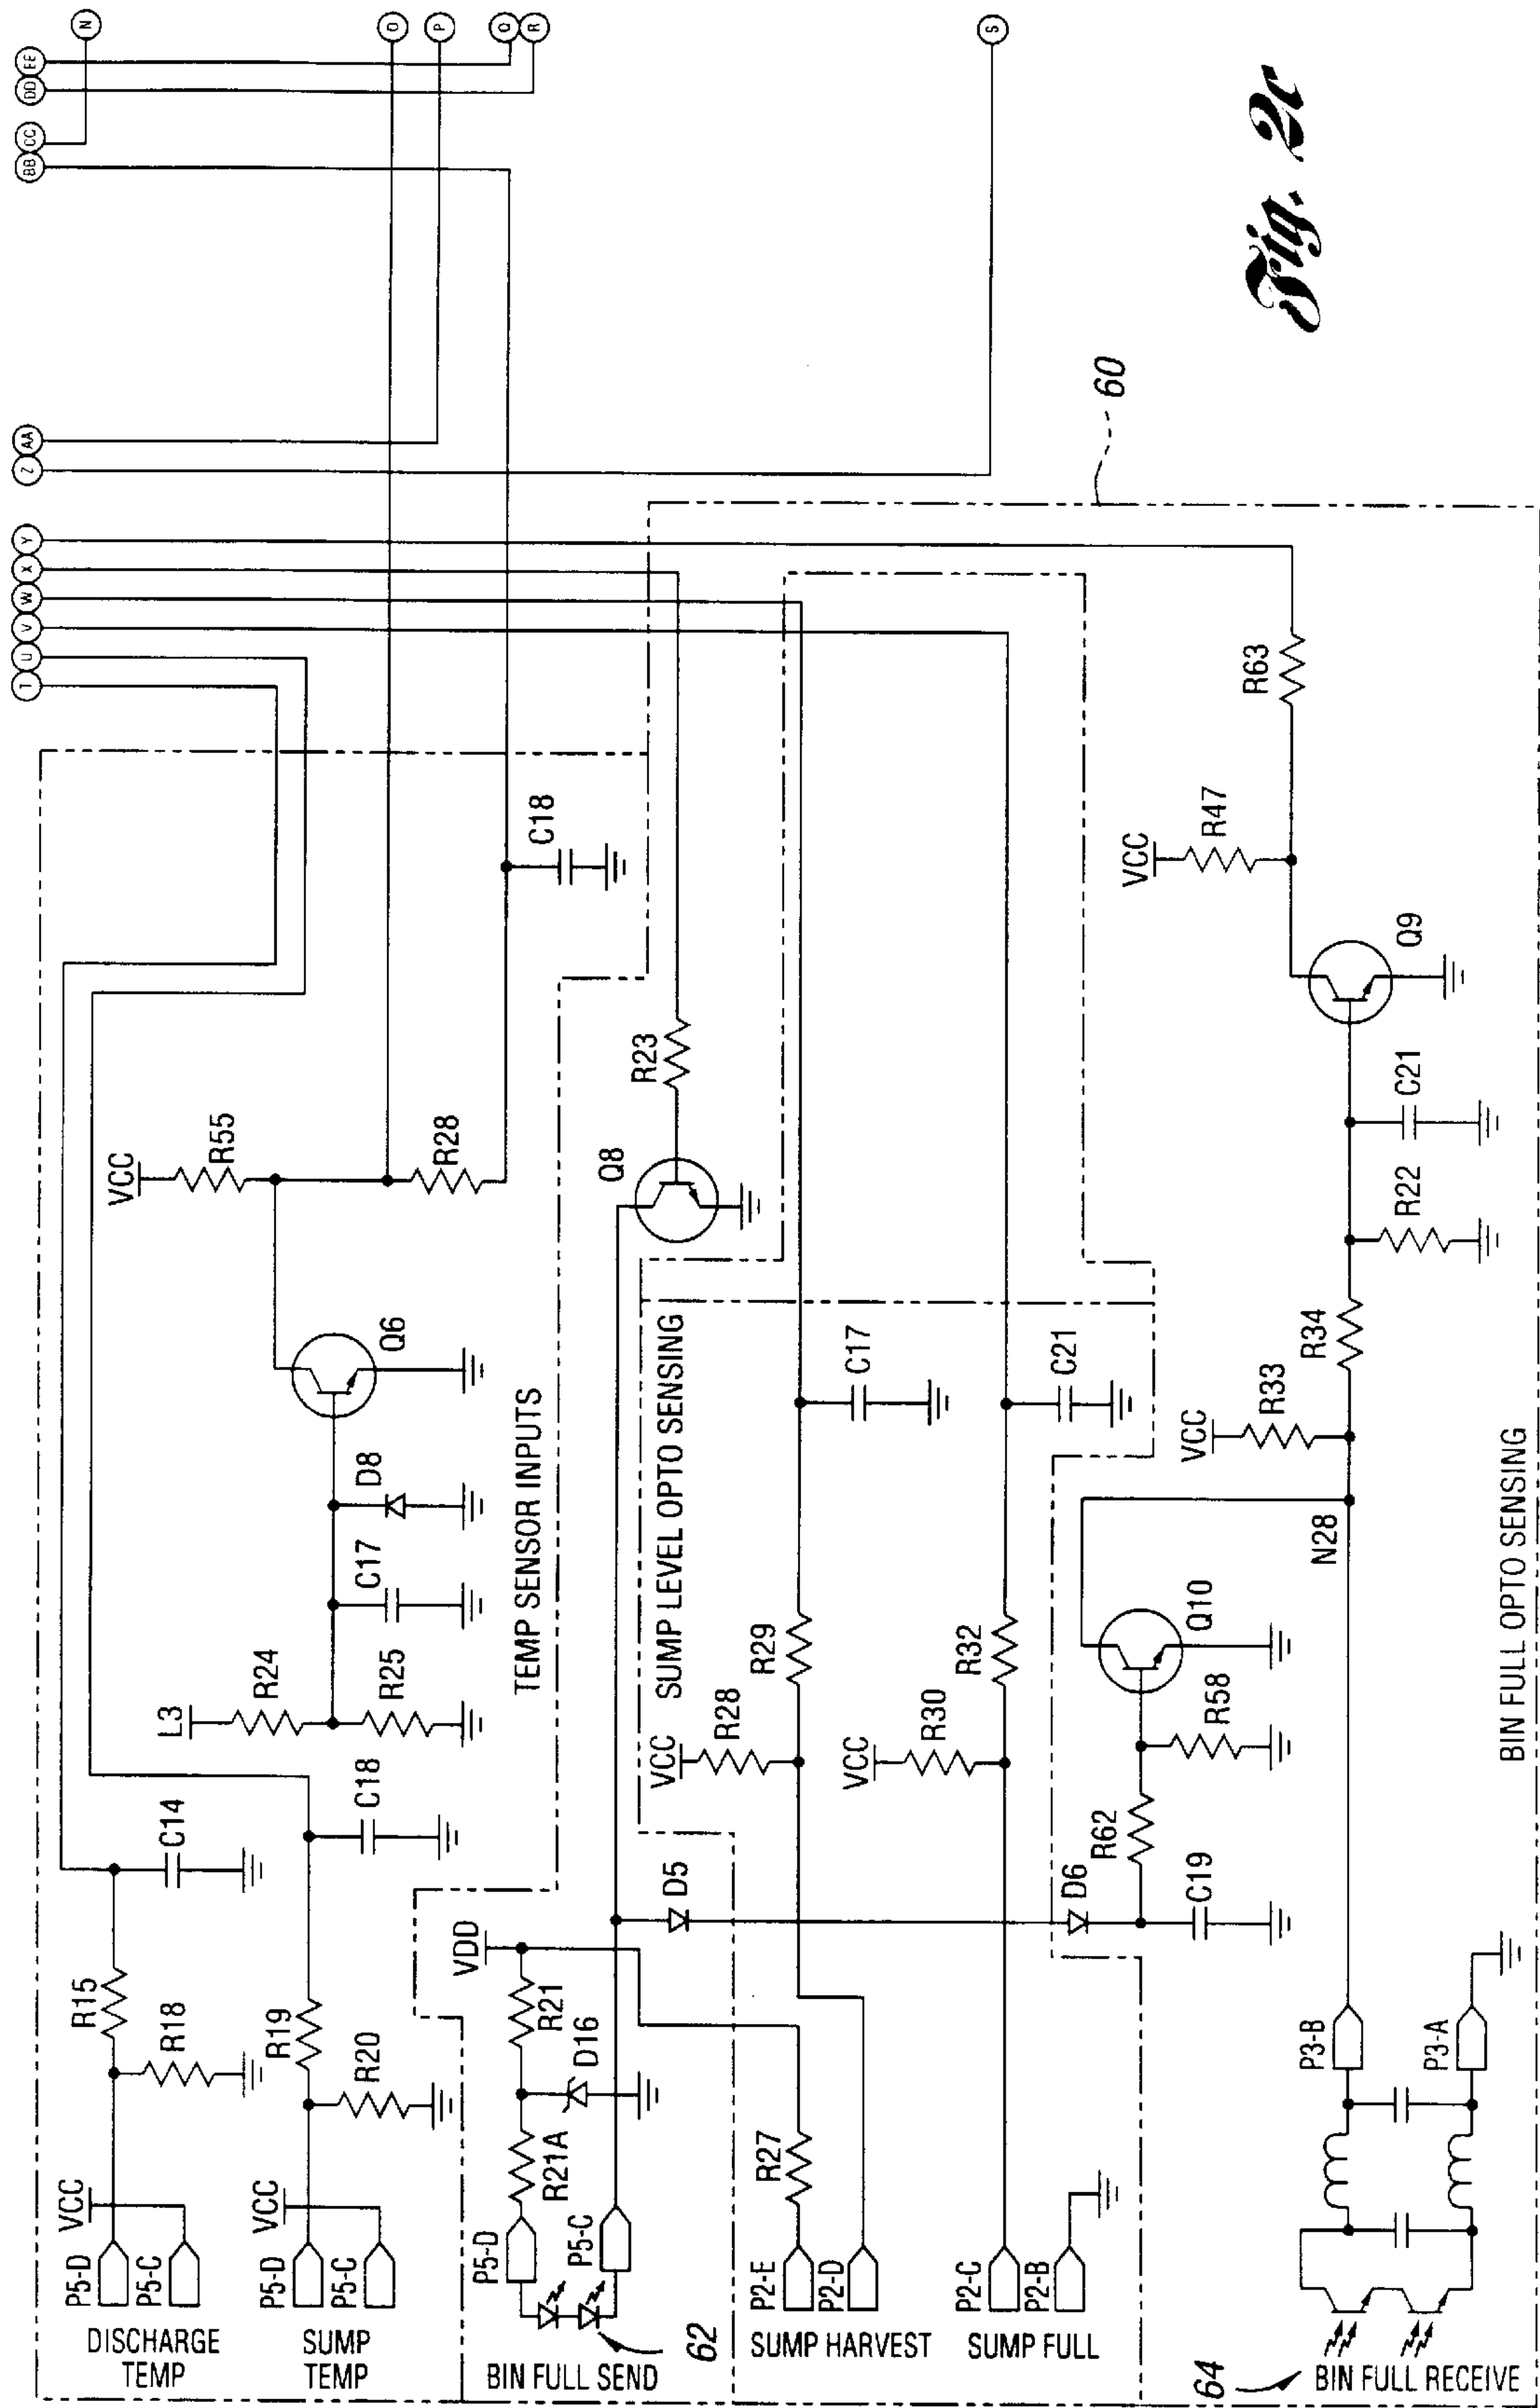 DISCHARGE
TEMP
P5-D
P5-C
VCC
R15
R18
C14
SUMP
TEMP
P5-D
P5-C
VCC
R19
R20
C18
L3
R24
R25
C17
D8
Q6
VCC
R55
R28
C18
TEMP SENSOR INPUTS
T
U
V
W
X
Y
Z
AA
BB
CC
DD
EE
N
O
P
Q
R
S
BIN FULL SEND
62
P5-D
P5-C
R21A
R21
D16
VDD
D5
Q8
R23
SUMP LEVEL OPTO SENSING
SUMP HARVEST
P2-E
P2-D
R27
VCC
R28
R29
C17
SUMP FULL
P2-C
P2-B
VCC
R30
R32
C21
D6
C19
R62
R58
Q10
N28
64
BIN FULL RECEIVE
P3-B
P3-A
VCC
R33
R34
R22
C21
Q9
VCC
R47
R63
60
BIN FULL OPTO SENSING
Fig. 2c